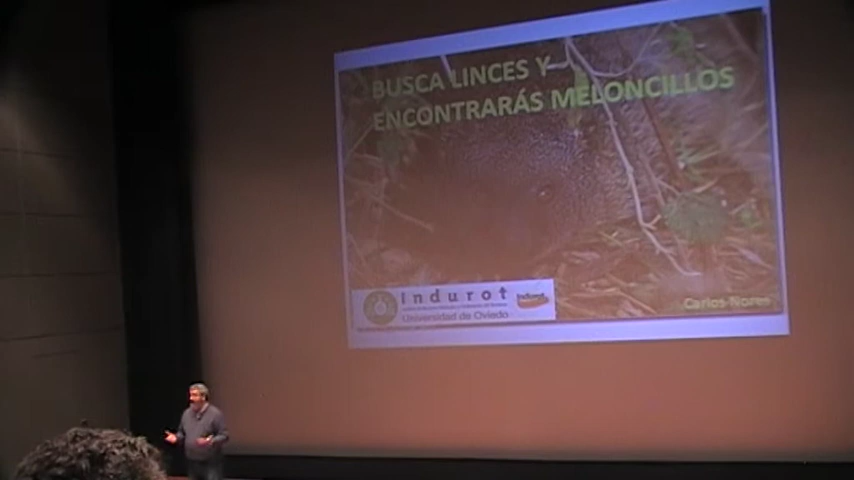 BUSCA LINCES Y
ENCONTRARÁS MELONCILLOS
Indurot
Universidad de Oviedo
Carlos Nores